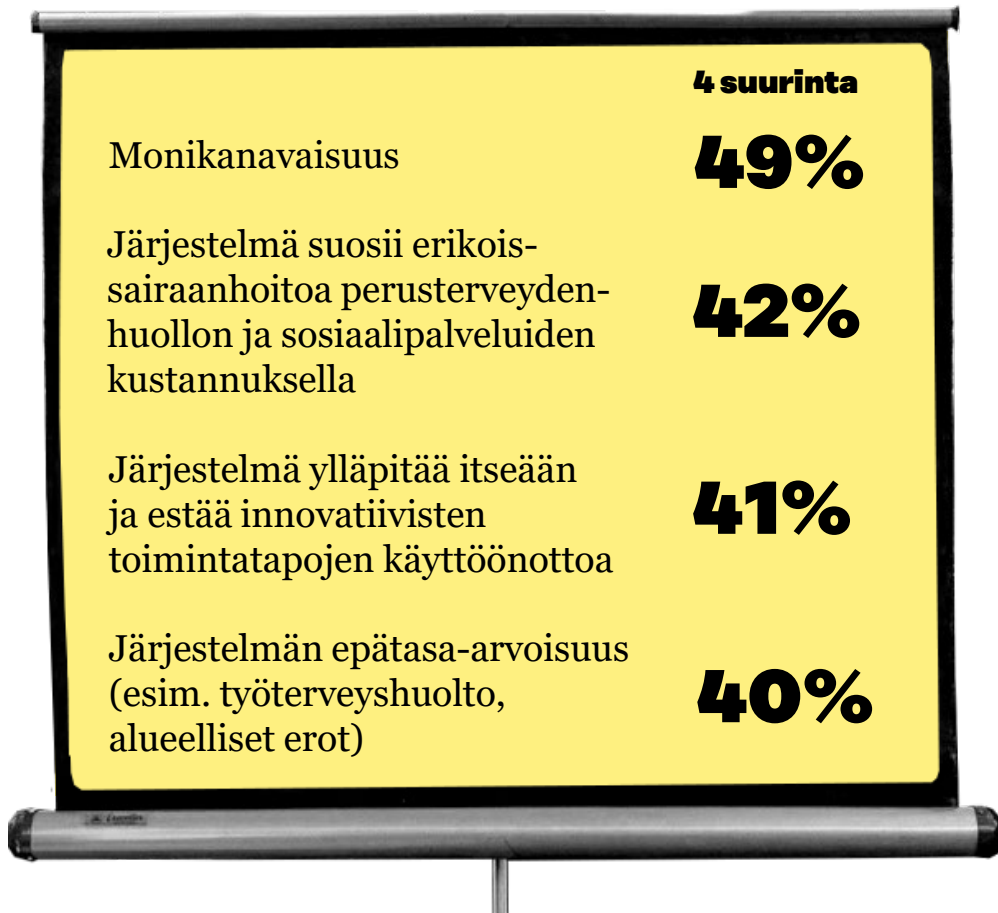 4 suurinta
Monikanavaisuus
49%
Järjestelmä suosii erikois-
sairaanhoitoa perusterveyden-
huollon ja sosiaalipalveluiden
kustannuksella
42%
Järjestelmä ylläpitää itseään
ja estää innovatiivisten
toimintatapojen käyttöönottoa
41%
Järjestelmän epätasa-arvoisuus
(esim. työterveyshuolto,
alueelliset erot)
40%